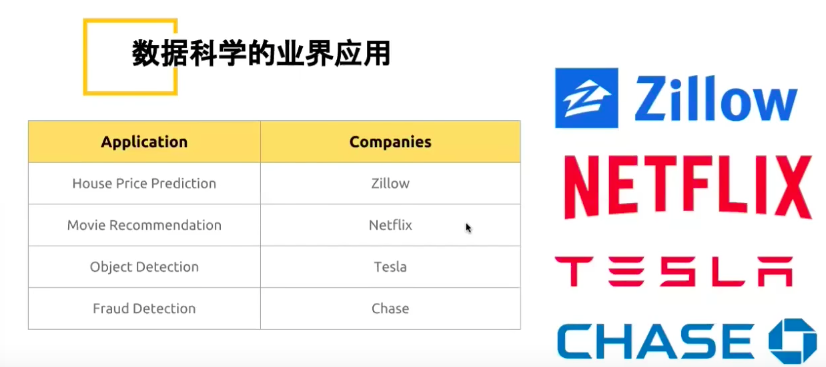 数据科学的业界应用
Application Companies
House Price Prediction Zillow
Movie Recommendation Netflix
Object Detection Tesla
Fraud Detection Chase
Zillow
NETFLIX
TESLA
CHASE